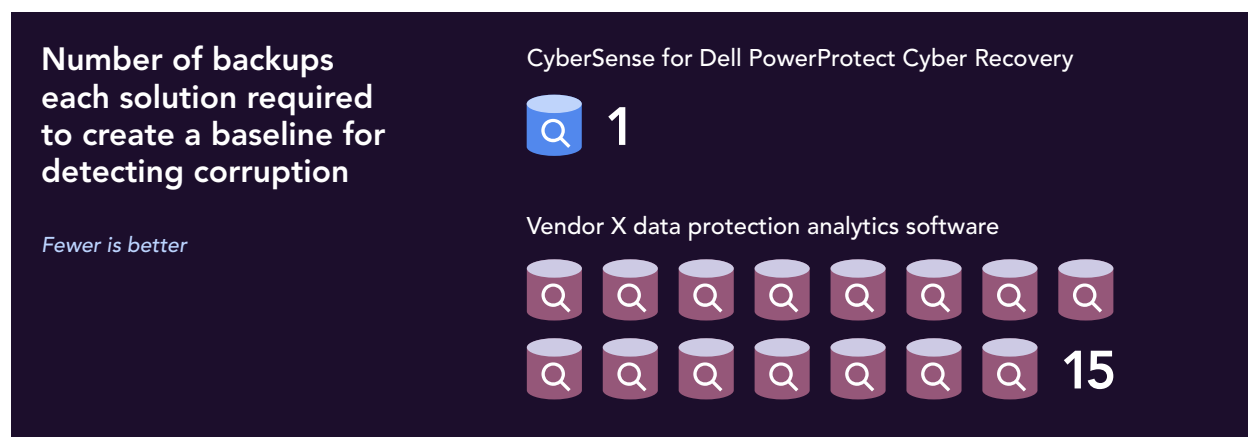 Number of backups
each solution required
to create a baseline for
detecting corruption
Fewer is better
CyberSense for Dell PowerProtect Cyber Recovery
1
Vendor X data protection analytics software
15